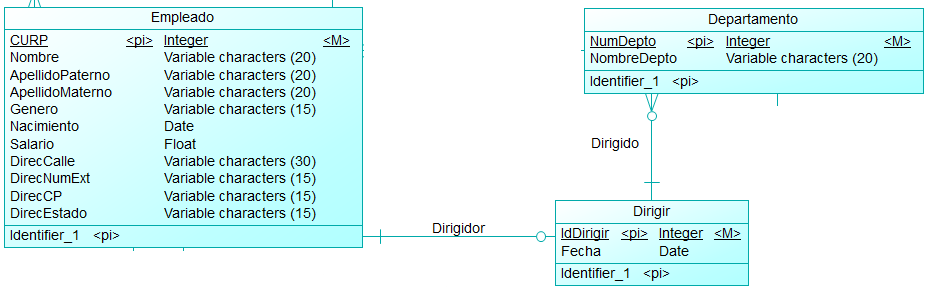 Empleado
CURP <pi> Integer <M>
Nombre Variable characters (20)
ApellidoPaterno Variable characters (20)
ApellidoMaterno Variable characters (20)
Genero Variable characters (15)
Nacimiento Date
Salario Float
DirecCalle Variable characters (30)
DirecNumExt Variable characters (15)
DirecCP Variable characters (15)
DirecEstado Variable characters (15)
Identifier_1 <pi>
Departamento
NumDepto <pi> Integer <M>
NombreDepto Variable characters (20)
Identifier_1 <pi>
Dirigido
Dirigidor
Dirigir
IdDirigir <pi> Integer <M>
Fecha Date
Identifier_1 <pi>